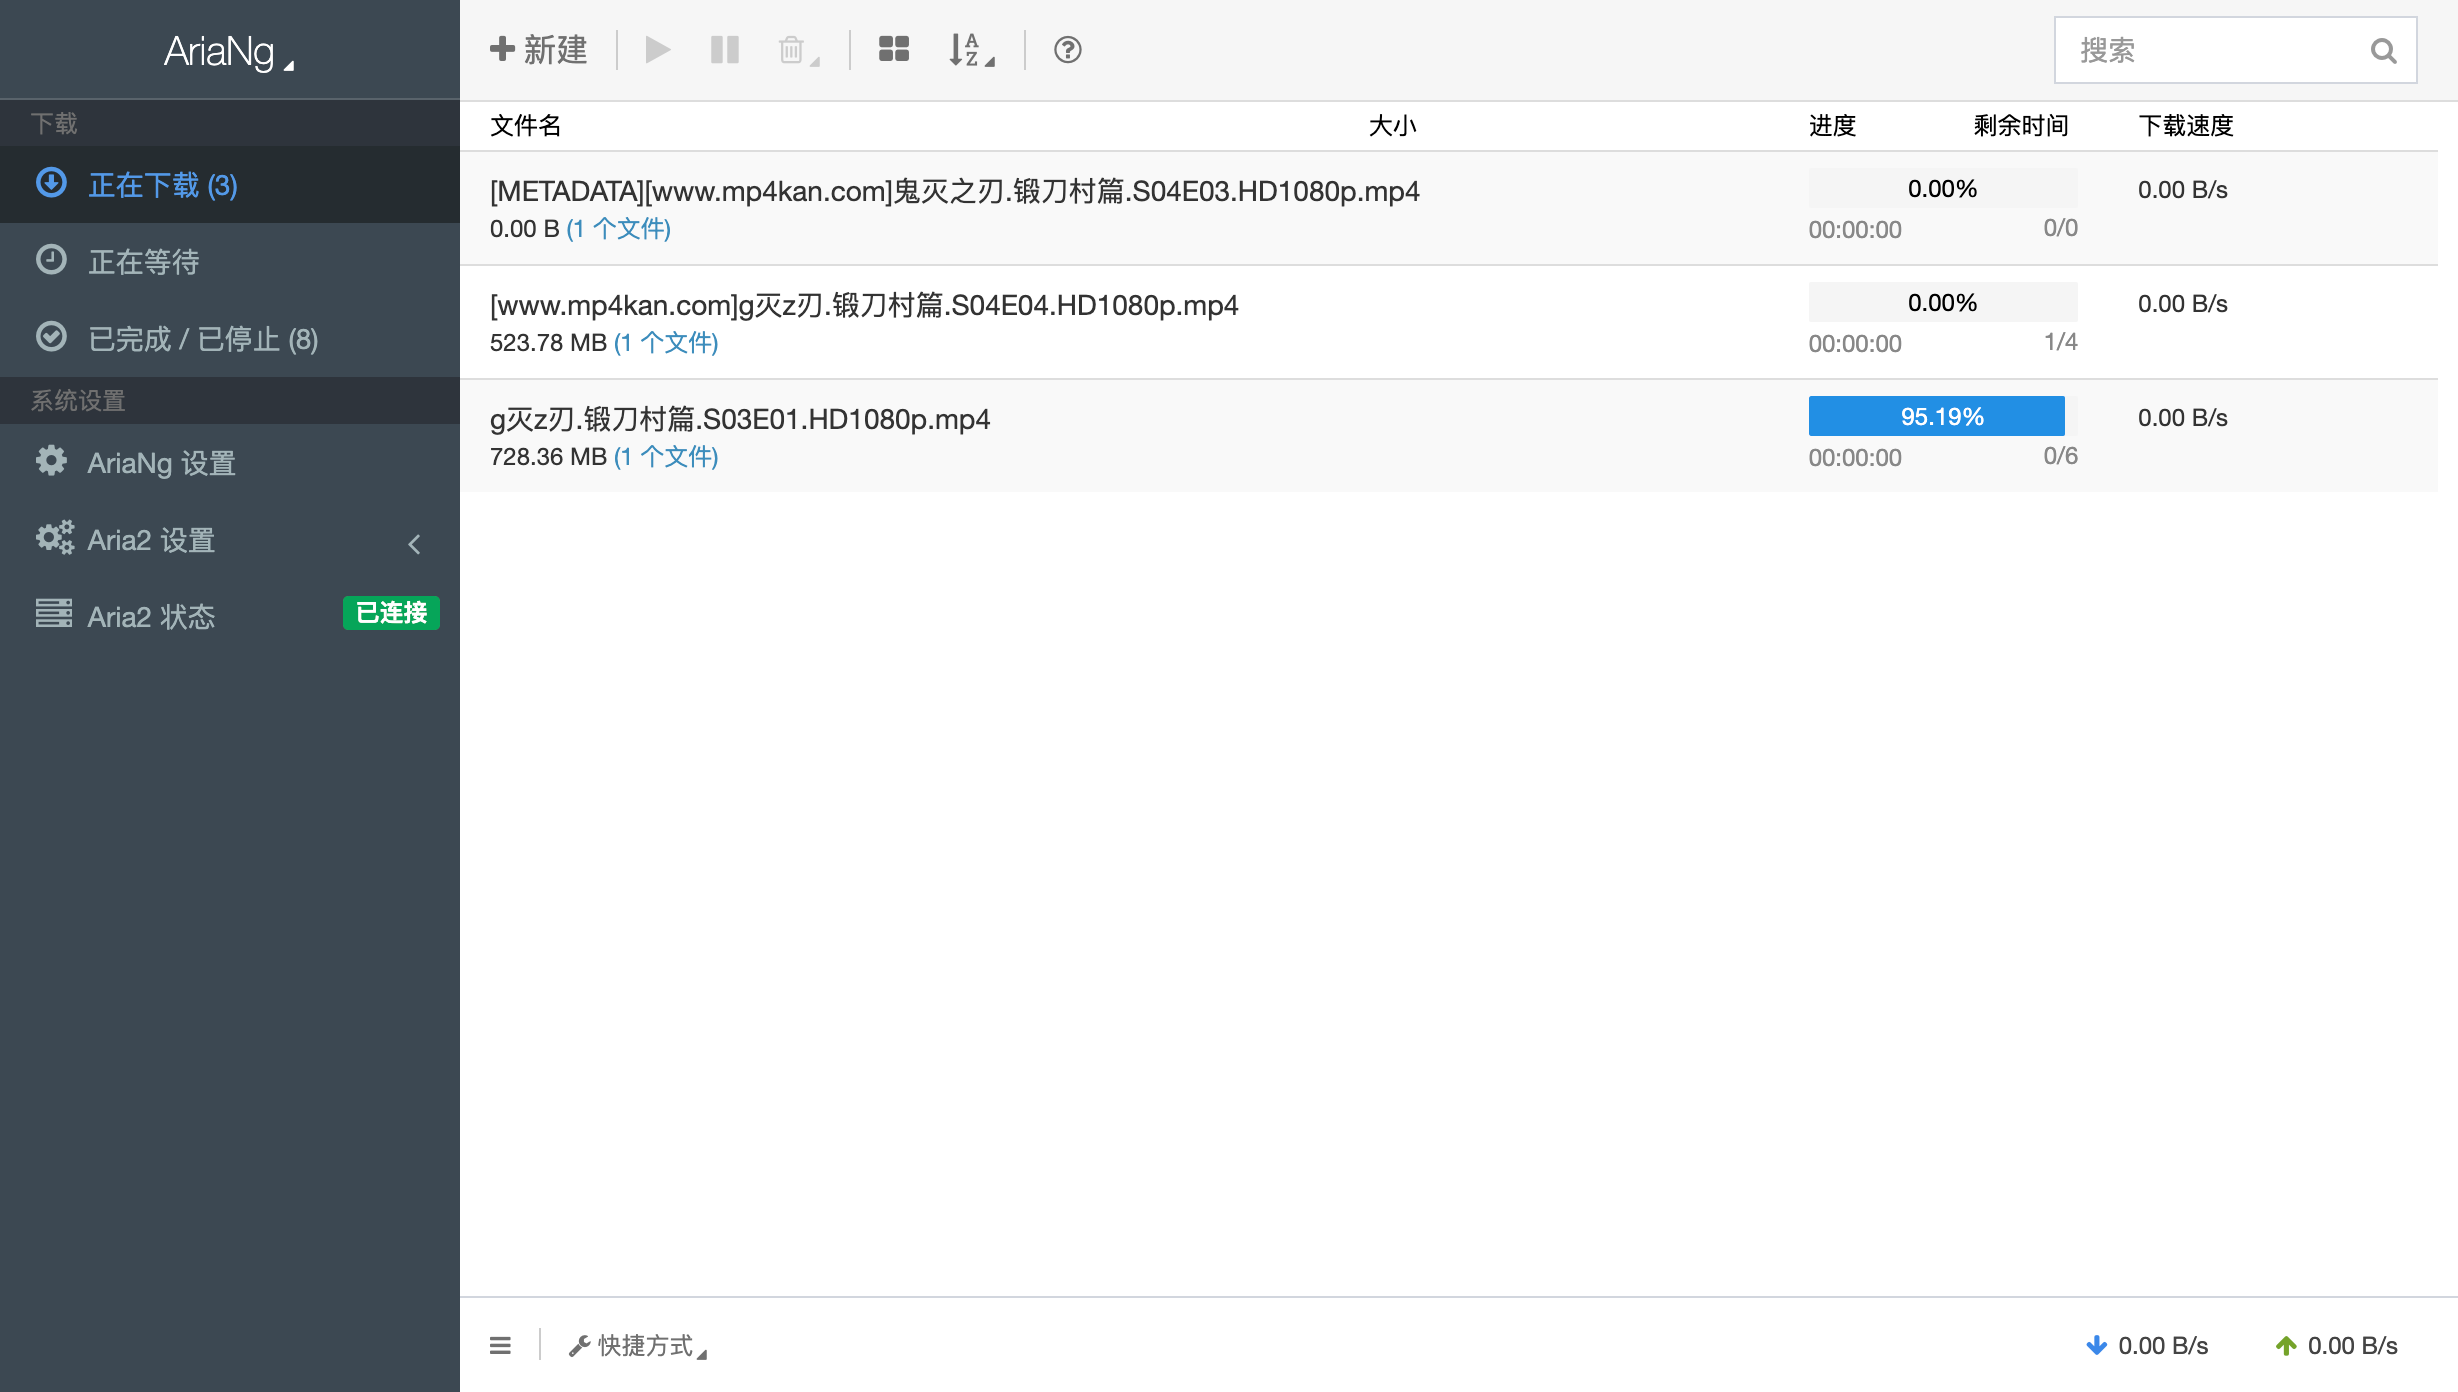 AriaNg
下载
正在下载 (3)
正在等待
已完成 / 已停止 (8)
系统设置
AriaNg 设置
Aria2 设置
Aria2 状态 已连接
新建
搜索
文件名 大小 进度 剩余时间 下载速度
[METADATA][www.mp4kan.com]鬼灭之刃.锻刀村篇.S04E03.HD1080p.mp4 0.00% 0.00 B/s
0.00 B (1 个文件) 00:00:00 0/0
[www.mp4kan.com]g灭z刃.锻刀村篇.S04E04.HD1080p.mp4 0.00% 0.00 B/s
523.78 MB (1 个文件) 00:00:00 1/4
g灭z刃.锻刀村篇.S03E01.HD1080p.mp4 95.19% 0.00 B/s
728.36 MB (1 个文件) 00:00:00 0/6
快捷方式 0.00 B/s 0.00 B/s